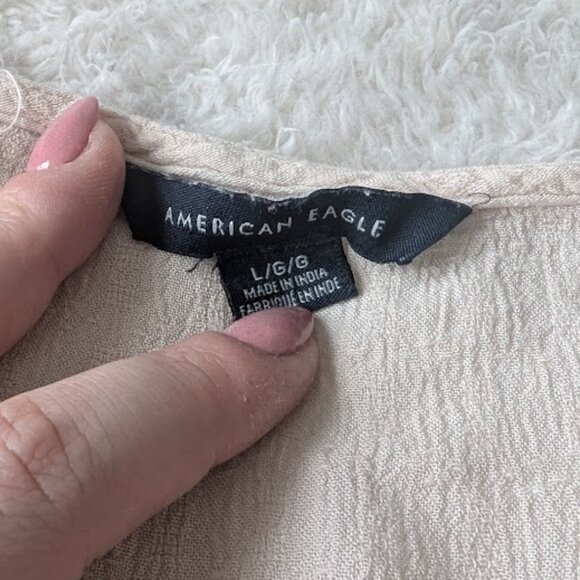 AMERICAN EAGLE
L/G/G
MADE IN INDIA
FABRIQUÉ EN INDE